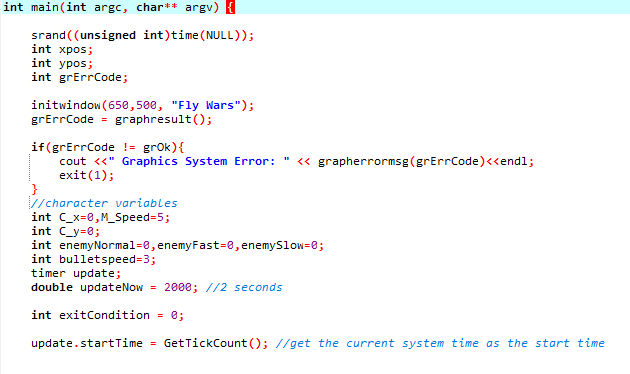 int main(int argc, char** argv) {
srand((unsigned int)time(NULL));
int xpos;
int ypos;
int grErrCode;
initwindow(650,500, "Fly Wars");
grErrCode = graphresult();
if(grErrCode != grOk){
cout <<" Graphics System Error: " << grapherrormsg(grErrCode)<<endl;
exit(1);
}
//character variables
int C_x=0,M_Speed=5;
int C_y=0;
int enemyNormal=0,enemyFast=0,enemySlow=0;
int bulletspeed=3;
timer update;
double updateNow = 2000; //2 seconds
int exitCondition = 0;
update.startTime = GetTickCount(); //get the current system time as the start time